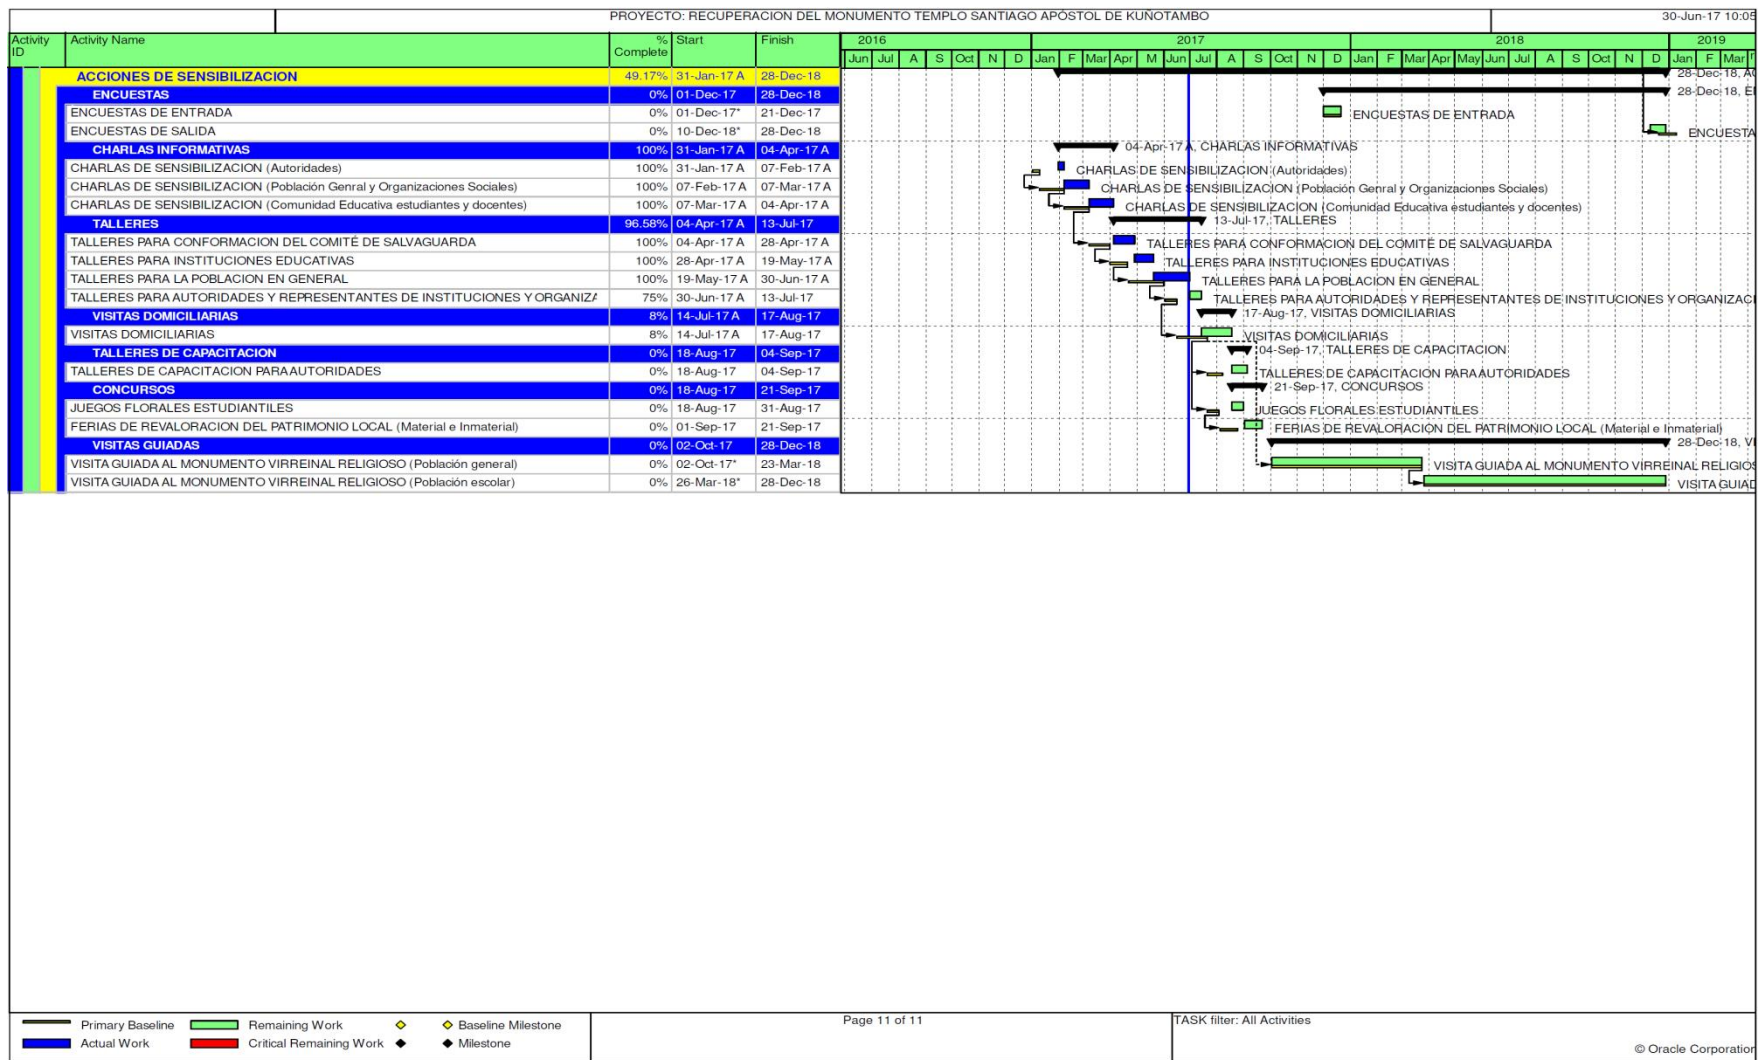 PROYECTO: RECUPERACION DEL MONUMENTO TEMPLO SANTIAGO APÓSTOL DE KUÑOTAMBO 30-Jun-17 10:05
Activity ID Activity Name % Complete Start Finish 2016 2017 2018 2019
Jun Jul A S Oct N D Jan F Mar Apr M Jun Jul A S Oct N D Jan F Mar Apr May Jun Jul A S Oct N D Jan F Mar
ACCIONES DE SENSIBILIZACION 49.17% 31-Jan-17 A 28-Dec-18 28-Dec-18, AC
ENCUESTAS 0% 01-Dec-17 28-Dec-18 28-Dec-18, EN
ENCUESTAS DE ENTRADA 0% 01-Dec-17* 21-Dec-17 ENCUESTAS DE ENTRADA
ENCUESTAS DE SALIDA 0% 10-Dec-18* 28-Dec-18 ENCUESTA
CHARLAS INFORMATIVAS 100% 31-Jan-17 A 04-Apr-17 A 04-Apr-17 A, CHARLAS INFORMATIVAS
CHARLAS DE SENSIBILIZACION (Autoridades) 100% 31-Jan-17 A 07-Feb-17 A CHARLAS DE SENSIBILIZACION (Autoridades)
CHARLAS DE SENSIBILIZACION (Población Genral y Organizaciones Sociales) 100% 07-Feb-17 A 07-Mar-17 A CHARLAS DE SENSIBILIZACION (Población Genral y Organizaciones Sociales)
CHARLAS DE SENSIBILIZACION (Comunidad Educativa estudiantes y docentes) 100% 07-Mar-17 A 04-Apr-17 A CHARLAS DE SENSIBILIZACION (Comunidad Educativa estudiantes y docentes)
TALLERES 96.58% 04-Apr-17 A 13-Jul-17 13-Jul-17, TALLERES
TALLERES PARA CONFORMACION DEL COMITÉ DE SALVAGUARDA 100% 04-Apr-17 A 28-Apr-17 A TALLERES PARA CONFORMACION DEL COMITÉ DE SALVAGUARDA
TALLERES PARA INSTITUCIONES EDUCATIVAS 100% 28-Apr-17 A 19-May-17 A TALLERES PARA INSTITUCIONES EDUCATIVAS
TALLERES PARA LA POBLACION EN GENERAL 100% 19-May-17 A 30-Jun-17 A TALLERES PARA LA POBLACION EN GENERAL
TALLERES PARA AUTORIDADES Y REPRESENTANTES DE INSTITUCIONES Y ORGANIZA 75% 30-Jun-17 A 13-Jul-17 TALLERES PARA AUTORIDADES Y REPRESENTANTES DE INSTITUCIONES Y ORGANIZACI
VISITAS DOMICILIARIAS 8% 14-Jul-17 A 17-Aug-17 17-Aug-17, VISITAS DOMICILIARIAS
VISITAS DOMICILIARIAS 8% 14-Jul-17 A 17-Aug-17 VISITAS DOMICILIARIAS
TALLERES DE CAPACITACION 0% 18-Aug-17 04-Sep-17 04-Sep-17, TALLERES DE CAPACITACION
TALLERES DE CAPACITACION PARA AUTORIDADES 0% 18-Aug-17 04-Sep-17 TALLERES DE CAPACITACION PARA AUTORIDADES
CONCURSOS 0% 18-Aug-17 21-Sep-17 21-Sep-17, CONCURSOS
JUEGOS FLORALES ESTUDIANTILES 0% 18-Aug-17 31-Aug-17 JUEGOS FLORALES ESTUDIANTILES
FERIAS DE REVALORACION DEL PATRIMONIO LOCAL (Material e Inmaterial) 0% 01-Sep-17 21-Sep-17 FERIAS DE REVALORACION DEL PATRIMONIO LOCAL (Material e Inmaterial)
VISITAS GUIADAS 0% 02-Oct-17 28-Dec-18 28-Dec-18, VI
VISITA GUIADA AL MONUMENTO VIRREINAL RELIGIOSO (Población general) 0% 02-Oct-17* 23-Mar-18 VISITA GUIADA AL MONUMENTO VIRREINAL RELIGIOS
VISITA GUIADA AL MONUMENTO VIRREINAL RELIGIOSO (Población escolar) 0% 26-Mar-18* 28-Dec-18 VISITA GUIAD
Primary Baseline Remaining Work Baseline Milestone Page 11 of 11 TASK filter: All Activities
Actual Work Critical Remaining Work Milestone
© Oracle Corporation